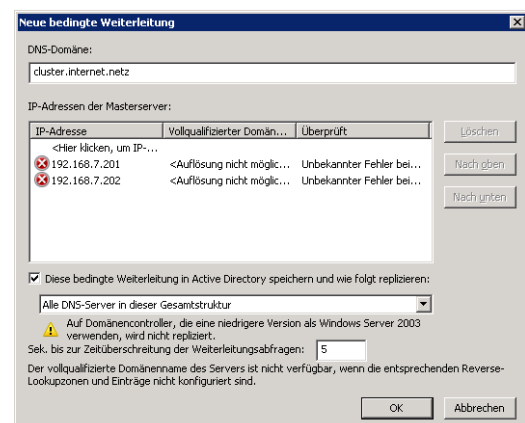 Neue bedingte Weiterleitung
DNS-Domäne:
cluster.internet.netz
IP-Adressen der Masterserver:
IP-Adresse Vollqualifizierter Domän... Überprüft
<Hier klicken, um IP-...
192.168.7.201 <Auflösung nicht möglic... Unbekannter Fehler bei...
192.168.7.202 <Auflösung nicht möglic... Unbekannter Fehler bei...
Löschen
Nach oben
Nach unten
Diese bedingte Weiterleitung in Active Directory speichern und wie folgt replizieren:
Alle DNS-Server in dieser Gesamtstruktur
Auf Domänencontroller, die eine niedrigere Version als Windows Server 2003
verwenden, wird nicht repliziert.
Sek. bis zur Zeitüberschreitung der Weiterleitungsabfragen: 5
Der vollqualifizierte Domänenname des Servers ist nicht verfügbar, wenn die entsprechenden Reverse-
Lookupzonen und Einträge nicht konfiguriert sind.
OK Abbrechen